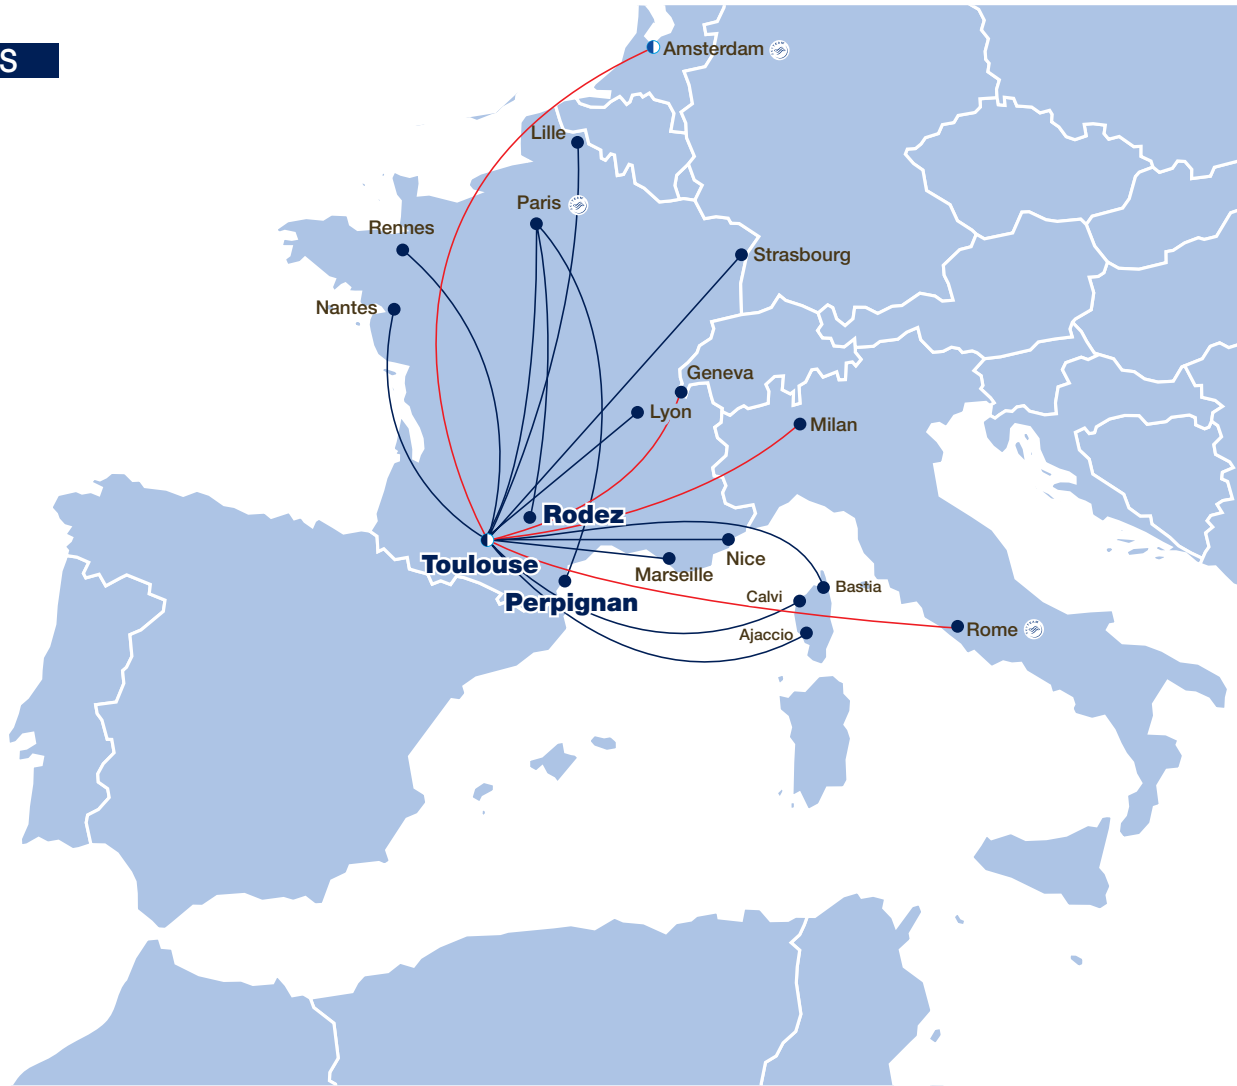 S
Amsterdam
Lille
Paris
Rennes
Strasbourg
Nantes
Geneva
Lyon
Milan
Rodez
Toulouse
Nice
Marseille
Bastia
Calvi
Perpignan
Ajaccio
Rome